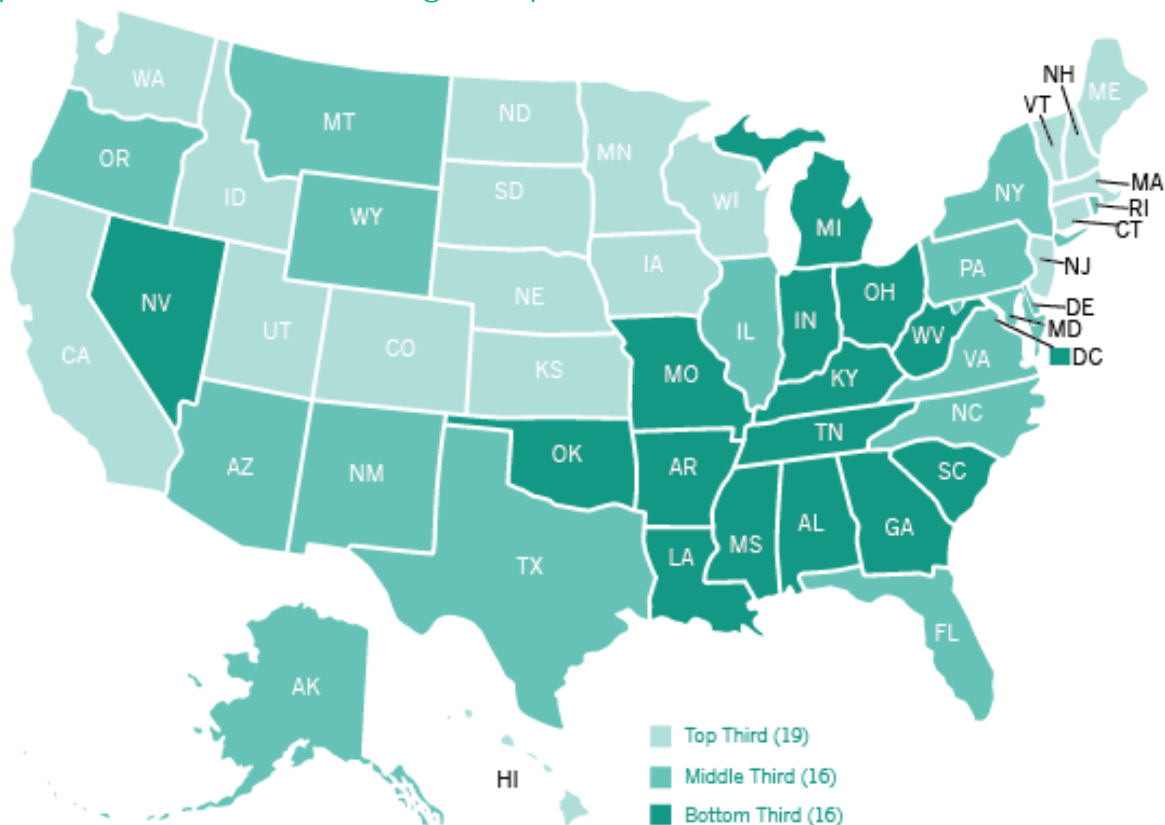 WA
MT
ND
MN
NH
VT
ME
OR
ID
WY
SD
WI
MI
NY
MA
RI
CT
NV
UT
CO
NE
IA
IL
IN
OH
PA
NJ
DE
MD
DC
CA
KS
MO
KY
WV
VA
AZ
NM
OK
AR
TN
NC
SC
TX
LA
MS
AL
GA
FL
AK
HI
Top Third (19)
Middle Third (16)
Bottom Third (16)